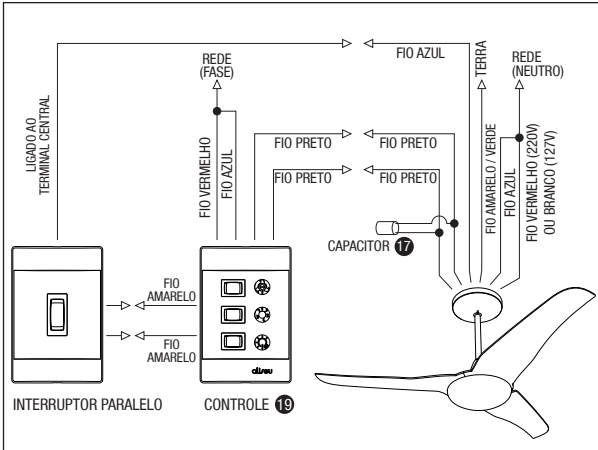 FIO AZUL
REDE
(FASE)
TERRA
REDE
(NEUTRO)
LIGADO AO
TERMINAL CENTRAL
FIO VERMELHO
FIO AZUL
FIO PRETO
FIO PRETO
FIO PRETO
FIO PRETO
FIO AMARELO / VERDE
FIO AZUL
FIO VERMELHO (220V)
OU BRANCO (127V)
CAPACITOR 17
FIO
AMARELO
FIO
AMARELO
aliseu
INTERRUPTOR PARALELO
CONTROLE 19